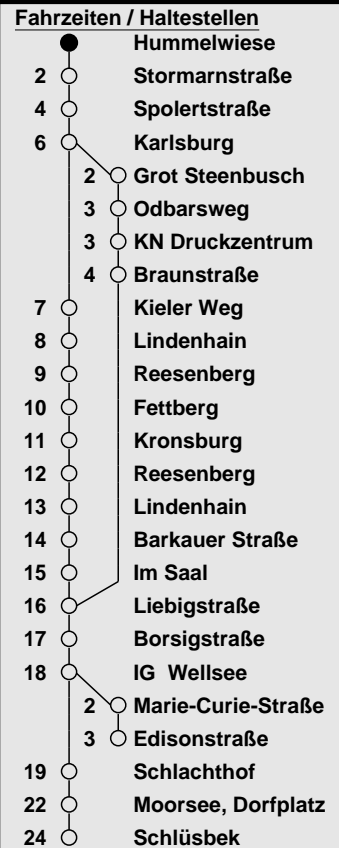 Fahrzeiten / Haltestellen
Hummelwiese
2 Stormarnstraße
4 Spolertstraße
6 Karlsburg
2 Grot Steenbusch
3 Odbarsweg
3 KN Druckzentrum
4 Braunstraße
7 Kieler Weg
8 Lindenhain
9 Reesenberg
10 Fettberg
11 Kronsburg
12 Reesenberg
13 Lindenhain
14 Barkauer Straße
15 Im Saal
16 Liebigstraße
17 Borsigstraße
18 IG Wellsee
2 Marie-Curie-Straße
3 Edisonstraße
19 Schlachthof
22 Moorsee, Dorfplatz
24 Schlüsbek